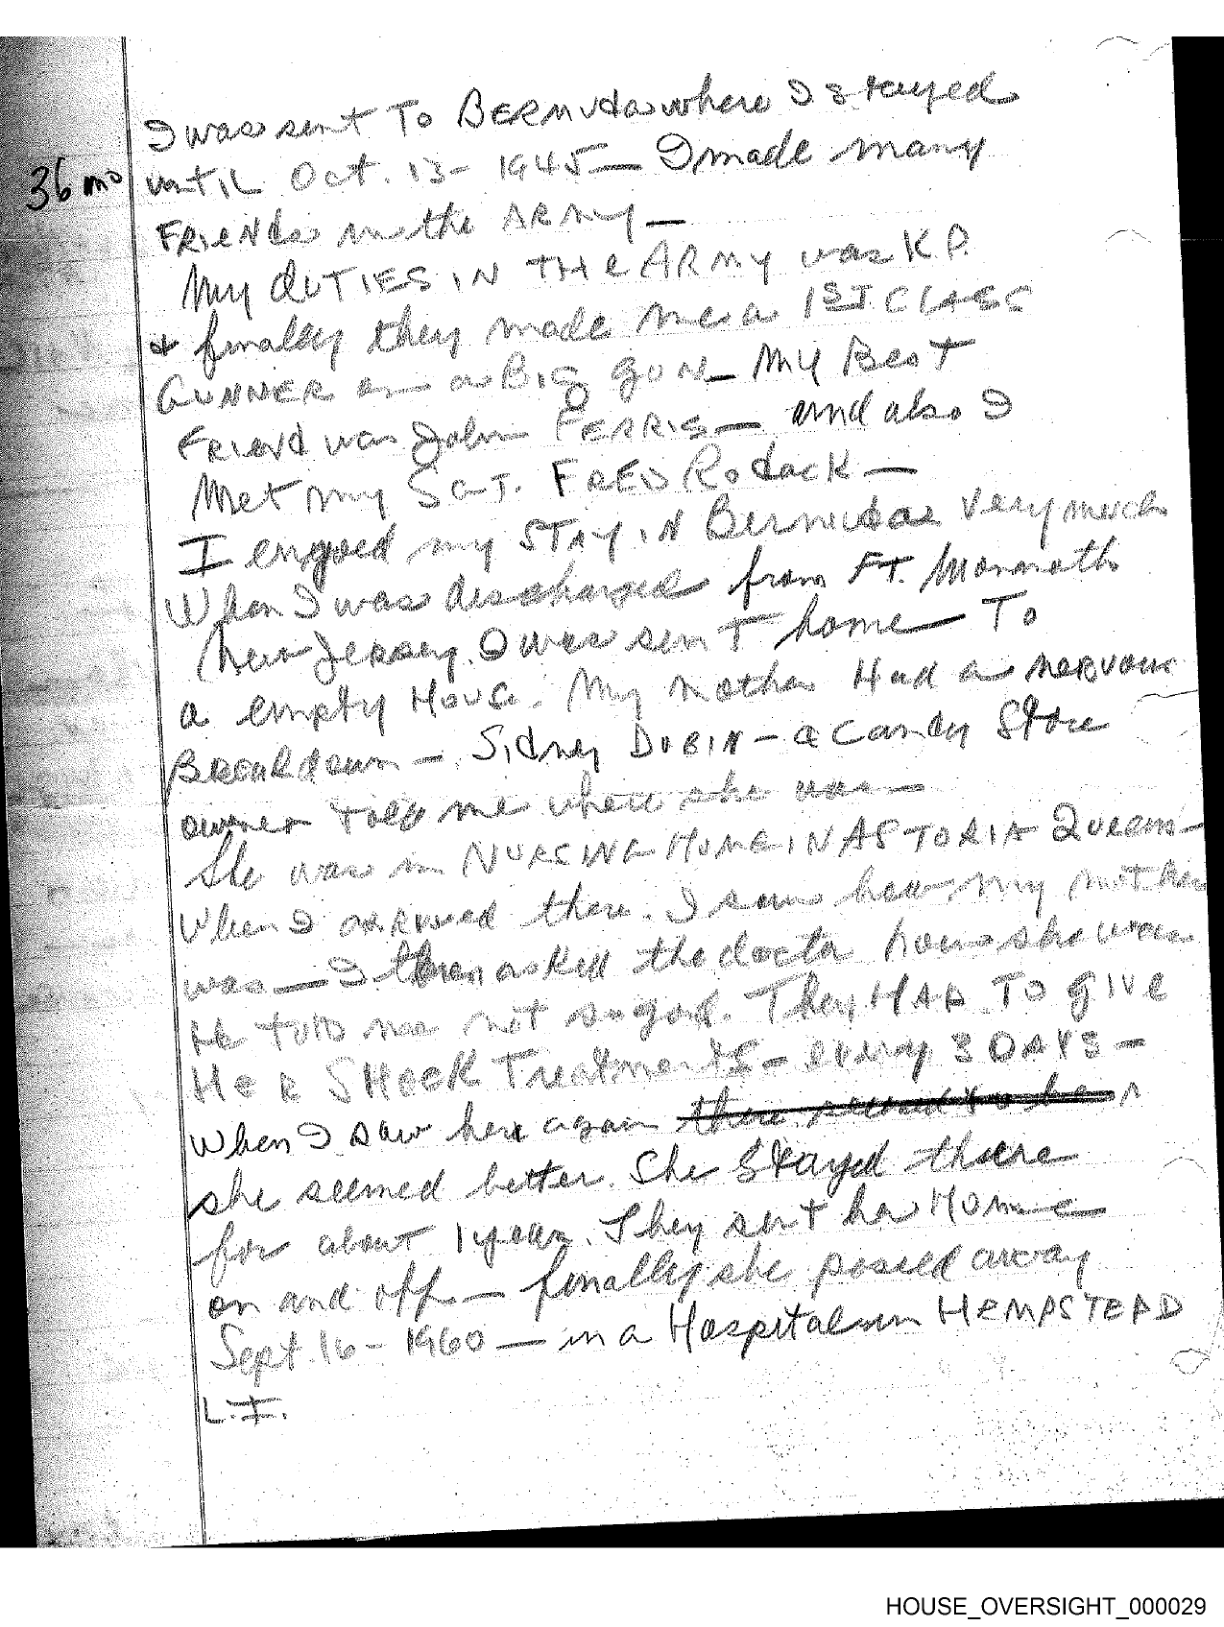 I was sent To BERMUda where I stayed
36 mo until Oct. 13 - 1945 — I made many
FRIeNds in the ARmy —
My dUTIES IN THe ARMy was K.P.
+ finally they made me a 1ST CLASS
GUNNER on a BIG gUN — My Best
FRIend was John FERRIS — and also I
Met my SGT. FRED Rodack —
I enjyoed my STAY IN Bermuda very much
When I was discharged from FT. Monmoth
New Jersey. I was senT home To
a empty House. My mother Had a neRvous
BReakdown — Sidney DUBIN — a Candy Store
owner told me where she was —
She was in NURSING HOME IN ASTORIA Queens —
When I arrived there. I saw how my mother
was — I then asked the doctor how she was
He told me not so good. They HAD TO give
HeR SHOCK Treatments — every 3 DAYS —
When I saw her again there seemed to be
she seemed better. She Stayed there
for about 1 year. They sent her Home
on and off — finally she passed away
Sept. 16 - 1960 — in a Hospital in HEMPSTEAD
L.I.
HOUSE_OVERSIGHT_000029